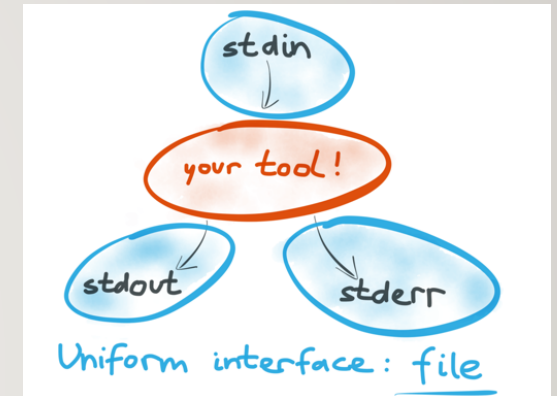 stdin
your tool!
stdout
stderr
Uniform interface: file